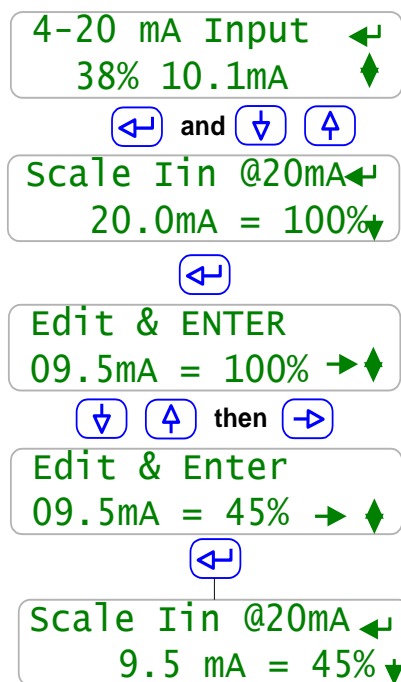 4-20 mA Input
38% 10.1mA
and
Scale Iin @20mA
20.0mA = 100%
Edit & ENTER
09.5mA = 100%
then
Edit & Enter
09.5mA = 45%
Scale Iin @20mA
9.5 mA = 45%